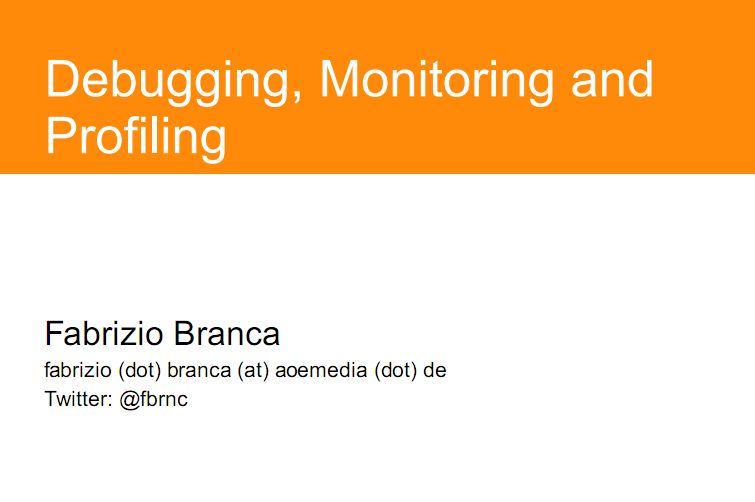 Debugging, Monitoring and
Profiling
Fabrizio Branca
fabrizio (dot) branca (at) aoemedia (dot) de
Twitter: @fbrnc